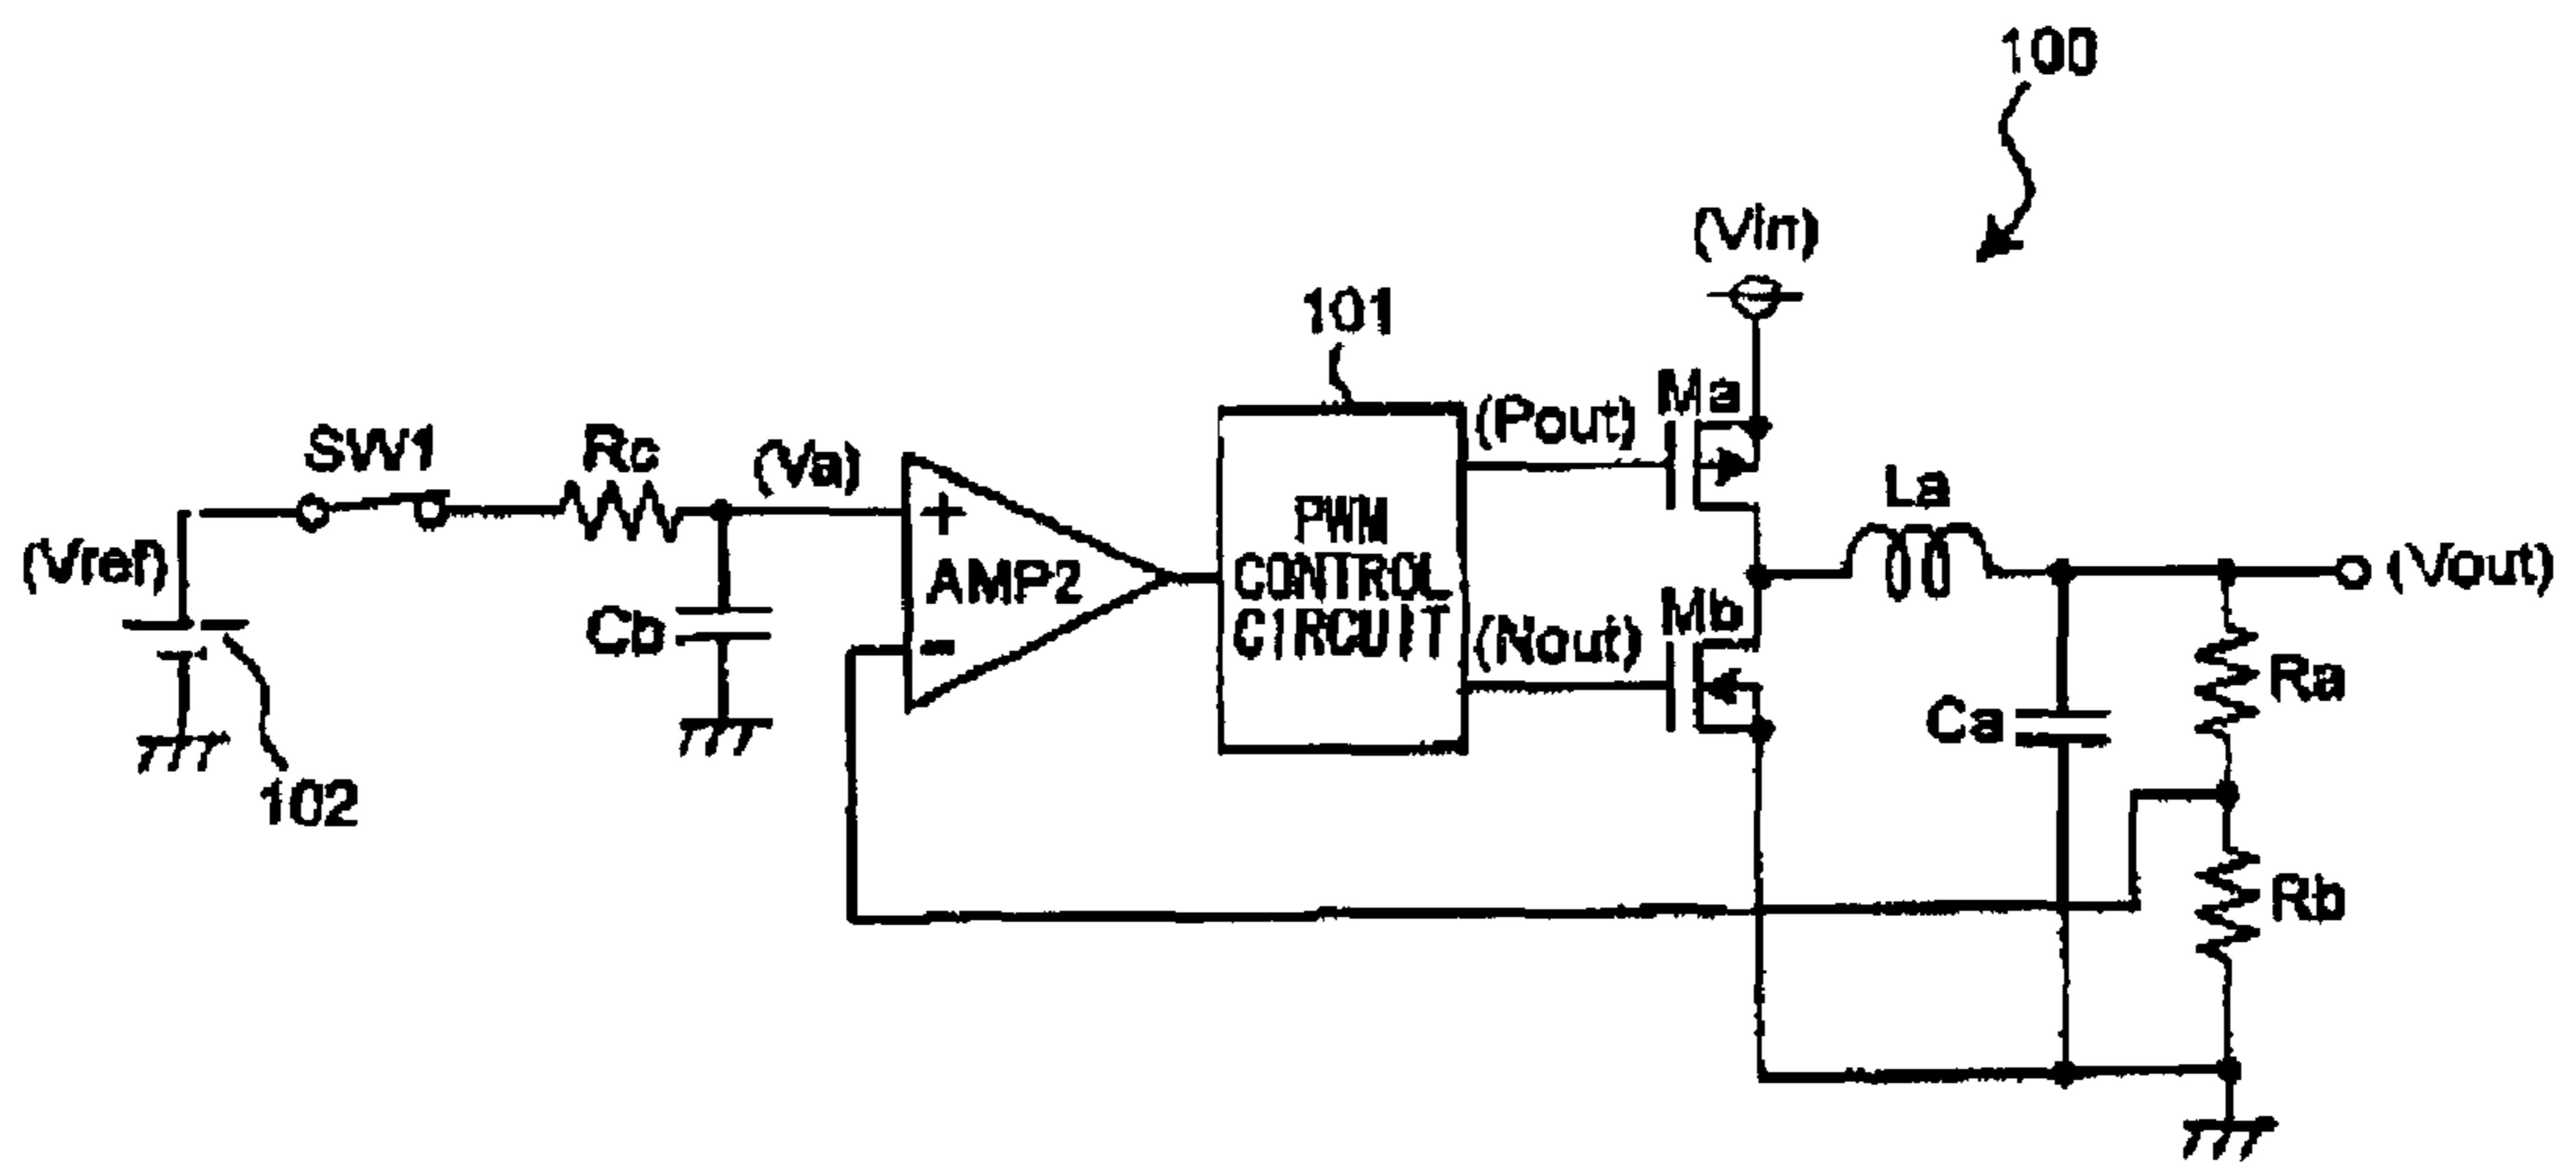 100
(Vin)
101
Ma
(Pout)
SW1
Rc
(Va)
La
+
PWM
CONTROL
CIRCUIT
(Vref)
AMP2
(Vout)
Mb
Cb
(Nout)
-
Ra
Ca
102
Rb